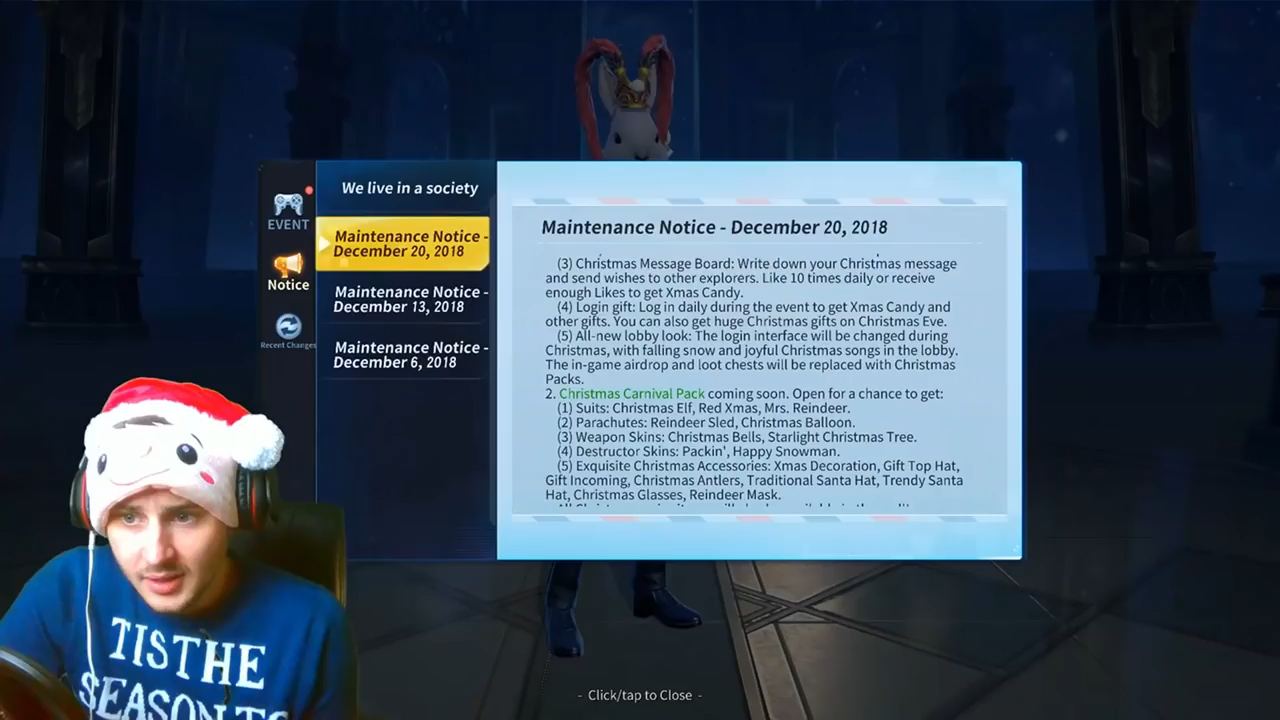 We live in a society
EVENT
Maintenance Notice -
December 20, 2018
Notice
Maintenance Notice -
December 13, 2018
Recent Changes
Maintenance Notice -
December 6, 2018
Maintenance Notice - December 20, 2018
(3) Christmas Message Board: Write down your Christmas message
and send wishes to other explorers. Like 10 times daily or receive
enough Likes to get Xmas Candy.
(4) Login gift: Log in daily during the event to get Xmas Candy and
other gifts. You can also get huge Christmas gifts on Christmas Eve.
(5) All-new lobby look: The login interface will be changed during
Christmas, with falling snow and joyful Christmas songs in the lobby.
The in-game airdrop and loot chests will be replaced with Christmas
Packs.
2. Christmas Carnival Pack coming soon. Open for a chance to get:
(1) Suits: Christmas Elf, Red Xmas, Mrs. Reindeer.
(2) Parachutes: Reindeer Sled, Christmas Balloon.
(3) Weapon Skins: Christmas Bells, Starlight Christmas Tree.
(4) Destructor Skins: Packin', Happy Snowman.
(5) Exquisite Christmas Accessories: Xmas Decoration, Gift Top Hat,
Gift Incoming, Christmas Antlers, Traditional Santa Hat, Trendy Santa
Hat, Christmas Glasses, Reindeer Mask.
TIS THE
SEASON TO
- Click/tap to Close -